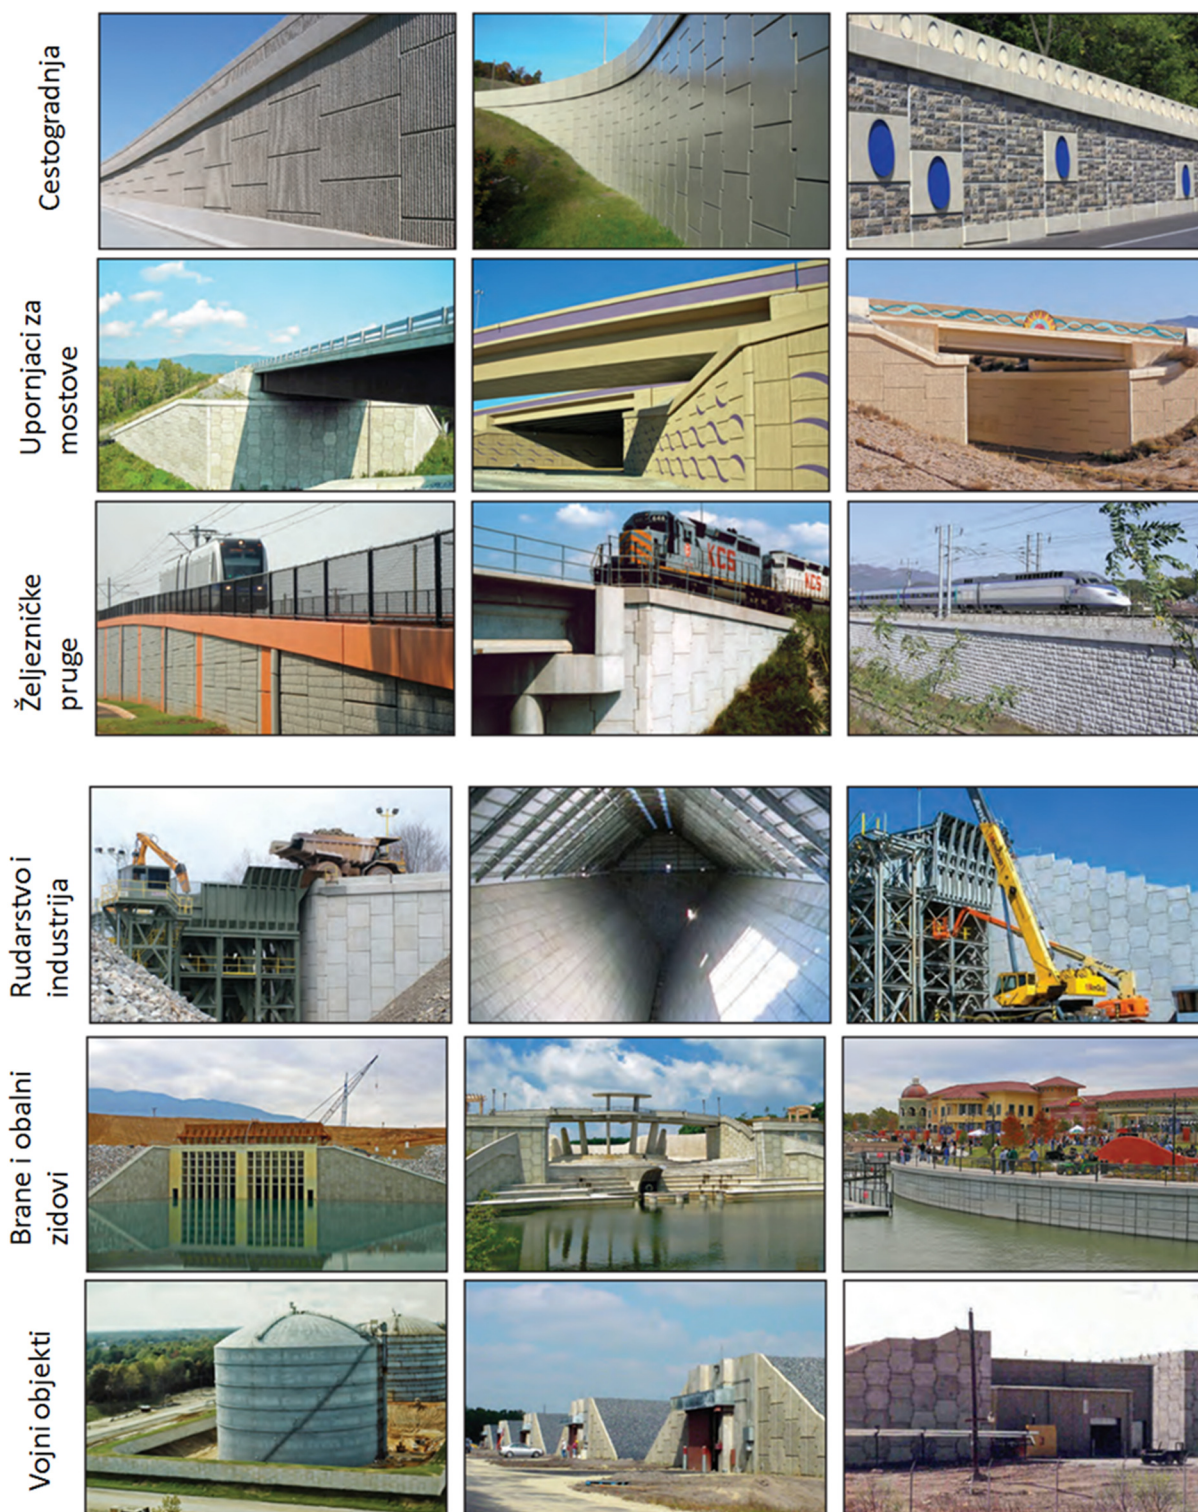 Cestogradnja
Upornjaci za
mostove
Željezničke
pruge
KCS
KCS
Rudarstvo i
industrija
Brane i obalni
zidovi
Vojni objekti